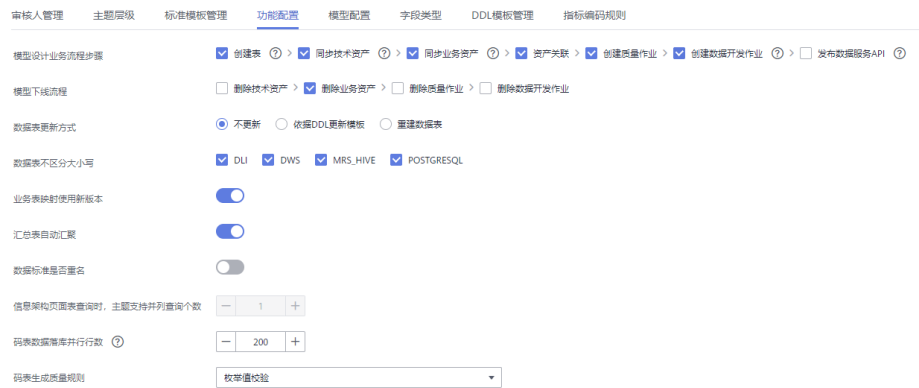 审核人管理 主题层级 标准模板管理 功能配置 模型配置 字段类型 DDL模板管理 指标编码规则
模型设计业务流程步骤 创建表 ? > 同步技术资产 ? > 同步业务资产 ? > 资产关联 > 创建质量作业 > 创建数据开发作业 ? > 发布数据服务API ?
模型下线流程 删除技术资产 > 删除业务资产 > 删除质量作业 > 删除数据开发作业
数据表更新方式 不更新 依据DDL更新模板 重建数据表
数据表不区分大小写 DLI DWS MRS_HIVE POSTGRESQL
业务表映射使用新版本
汇总表自动汇聚
数据标准是否重名
信息架构页面表查询时，主题支持并列查询个数 — 1 +
码表数据落库并行行数 ? — 200 +
码表生成质量规则 枚举值校验